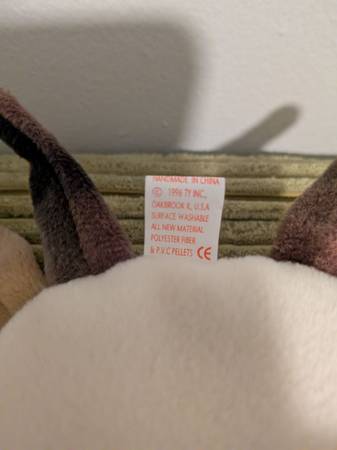 HANDMADE IN CHINA
© 1996 TY INC.,
OAKBROOK IL, U.S.A
SURFACE WASHABLE
ALL NEW MATERIAL
POLYESTER FIBER
& P.V.C PELLETS CE